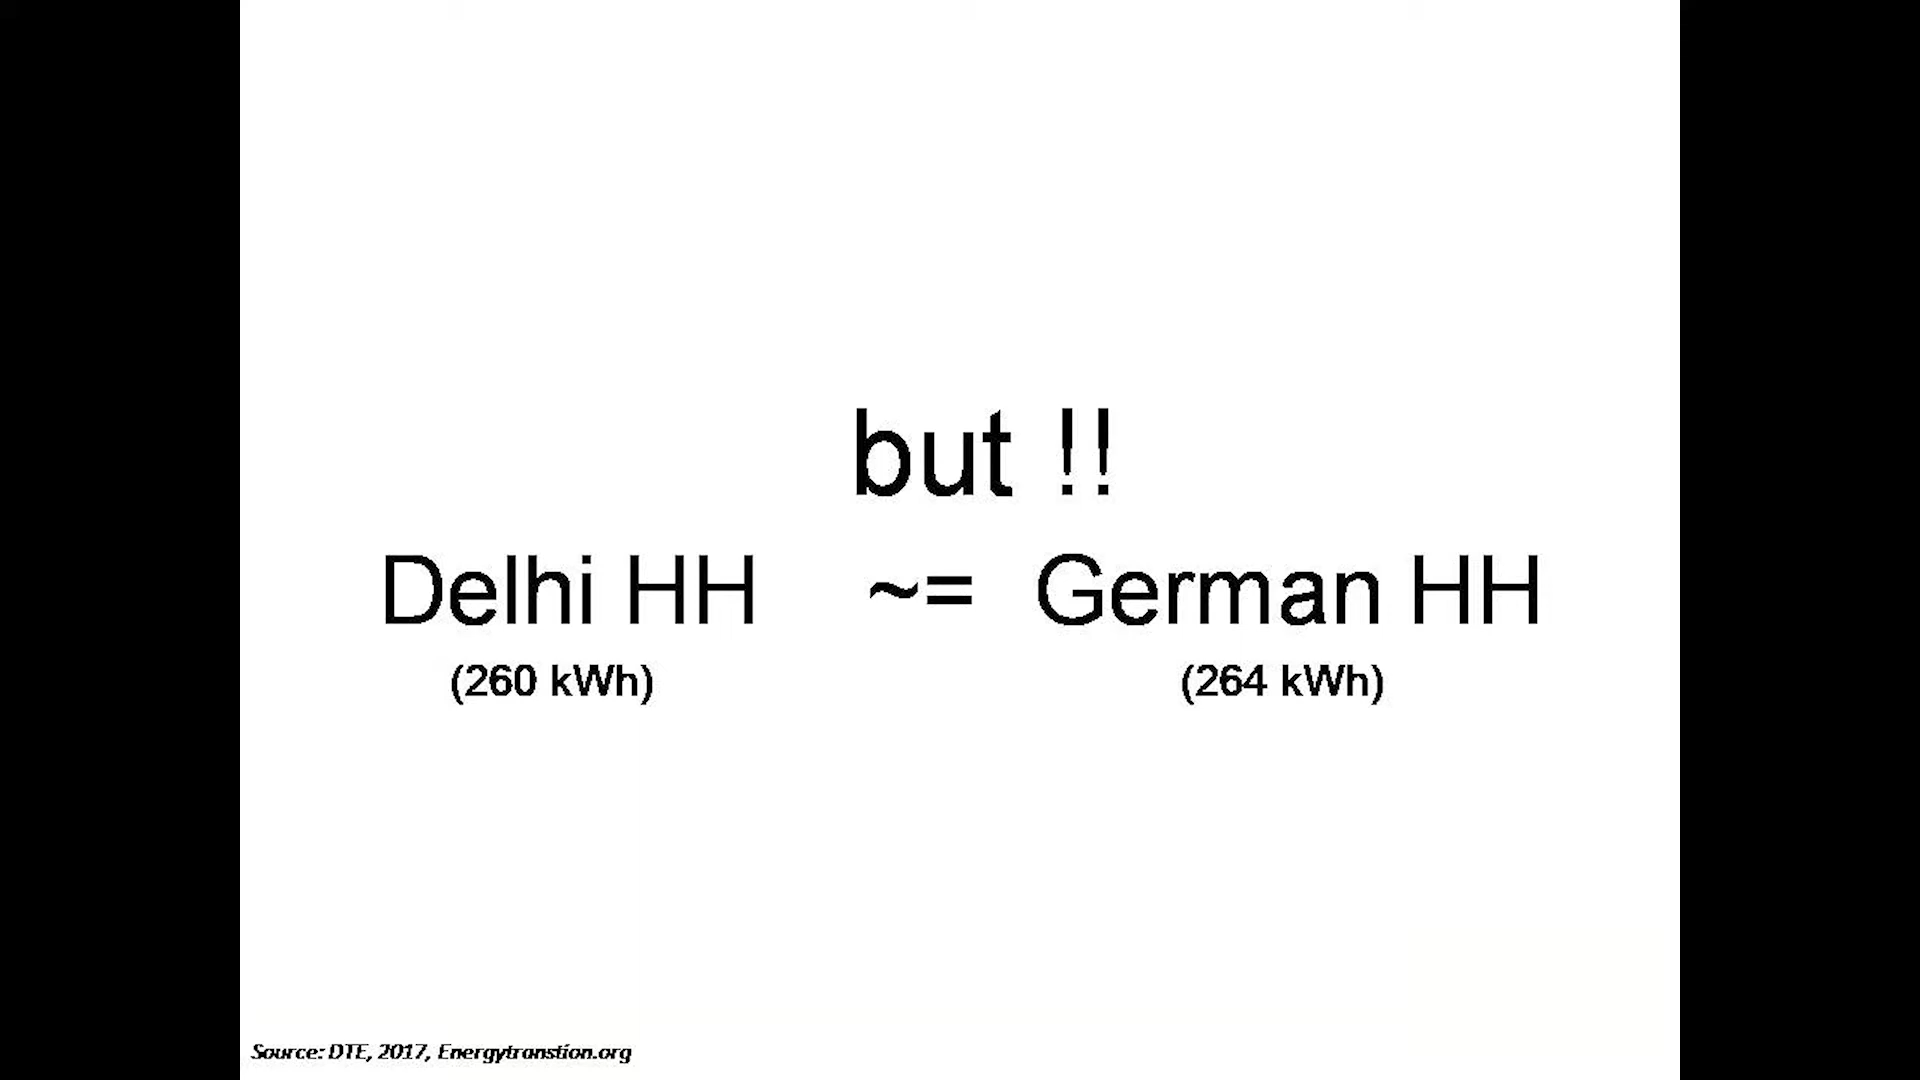 but !!
Delhi HH ~= German HH
(260 kWh) (264 kWh)
Source: DTE, 2017, Energytranstion.org